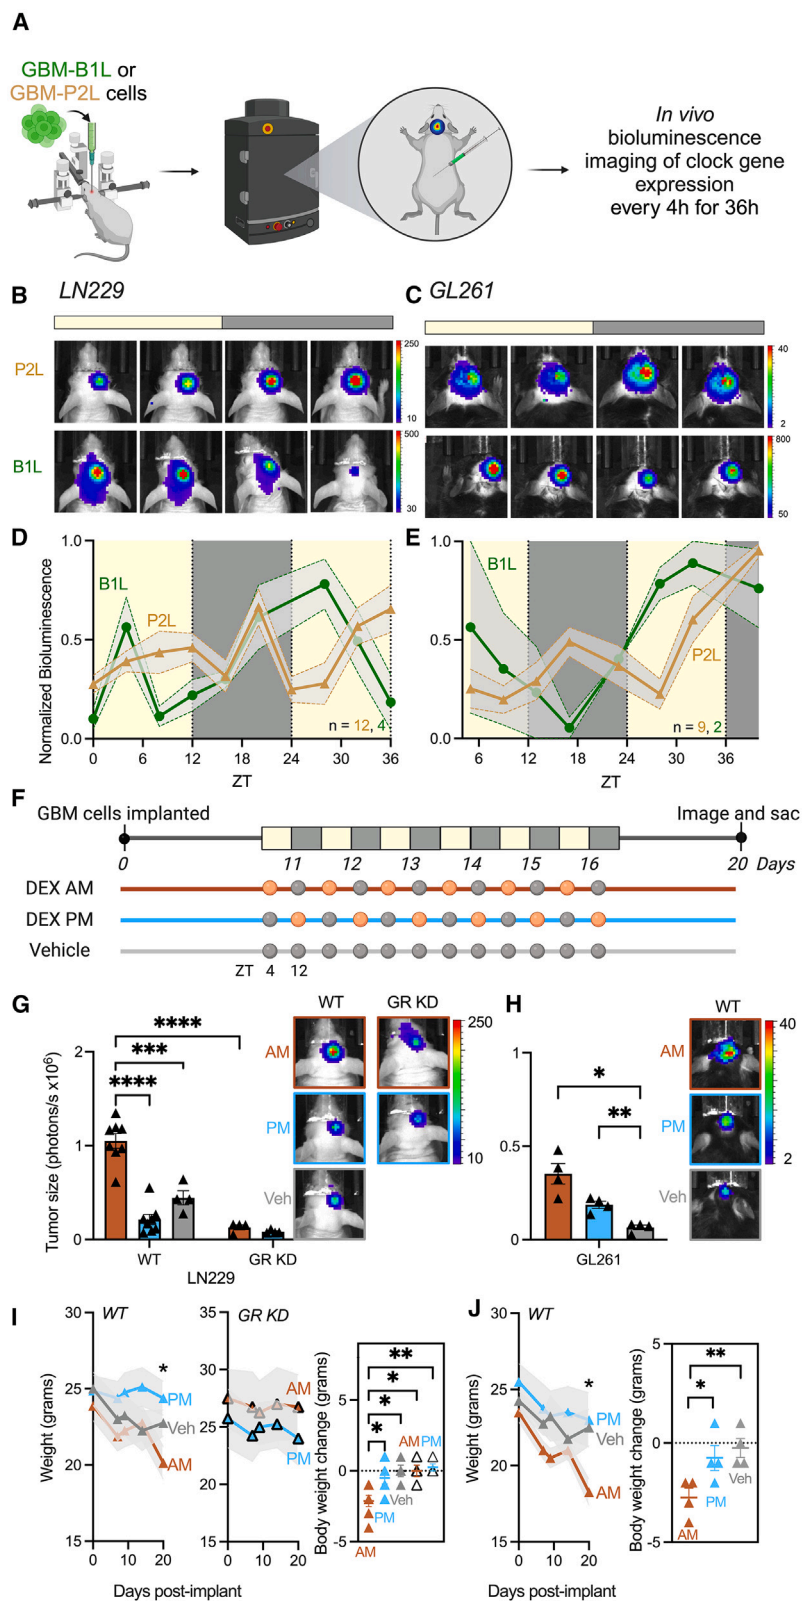 A
GBM-B1L or
GBM-P2L cells
In vivo
bioluminescence
imaging of clock gene
expression
every 4h for 36h
B LN229
C GL261
P2L
250
10
40
2
B1L
500
30
800
50
D
E
Normalized Bioluminescence
1.0
0.5
0.0
B1L
P2L
n = 12, 4
0 6 12 18 24 30 36
ZT
1.0
0.5
0.0
B1L
P2L
n = 9, 2
6 12 18 24 30 36
ZT
F
GBM cells implanted
Image and sac
0 11 12 13 14 15 16 20 Days
DEX AM
DEX PM
Vehicle
ZT 4 12
G
H
Tumor size (photons/s x10⁶)
2
1
0
****
***
****
WT GR KD
LN229
WT GR KD
AM
PM
Veh
250
10
1
0.5
0
*
**
GL261
WT
AM
PM
Veh
40
2
I
J
Weight (grams)
30
25
20
15
WT
*
PM
Veh
AM
0 10 20
35
30
25
20
15
GR KD
AM
PM
0 10 20
Days post-implant
Body weight change (grams)
5
0
-5
**
*
*
*
AM PM
Veh
PM
AM
Weight (grams)
30
25
20
15
WT
*
PM
Veh
AM
0 10 20
Days post-implant
Body weight change (grams)
5
0
-5
**
*
Veh
PM
AM